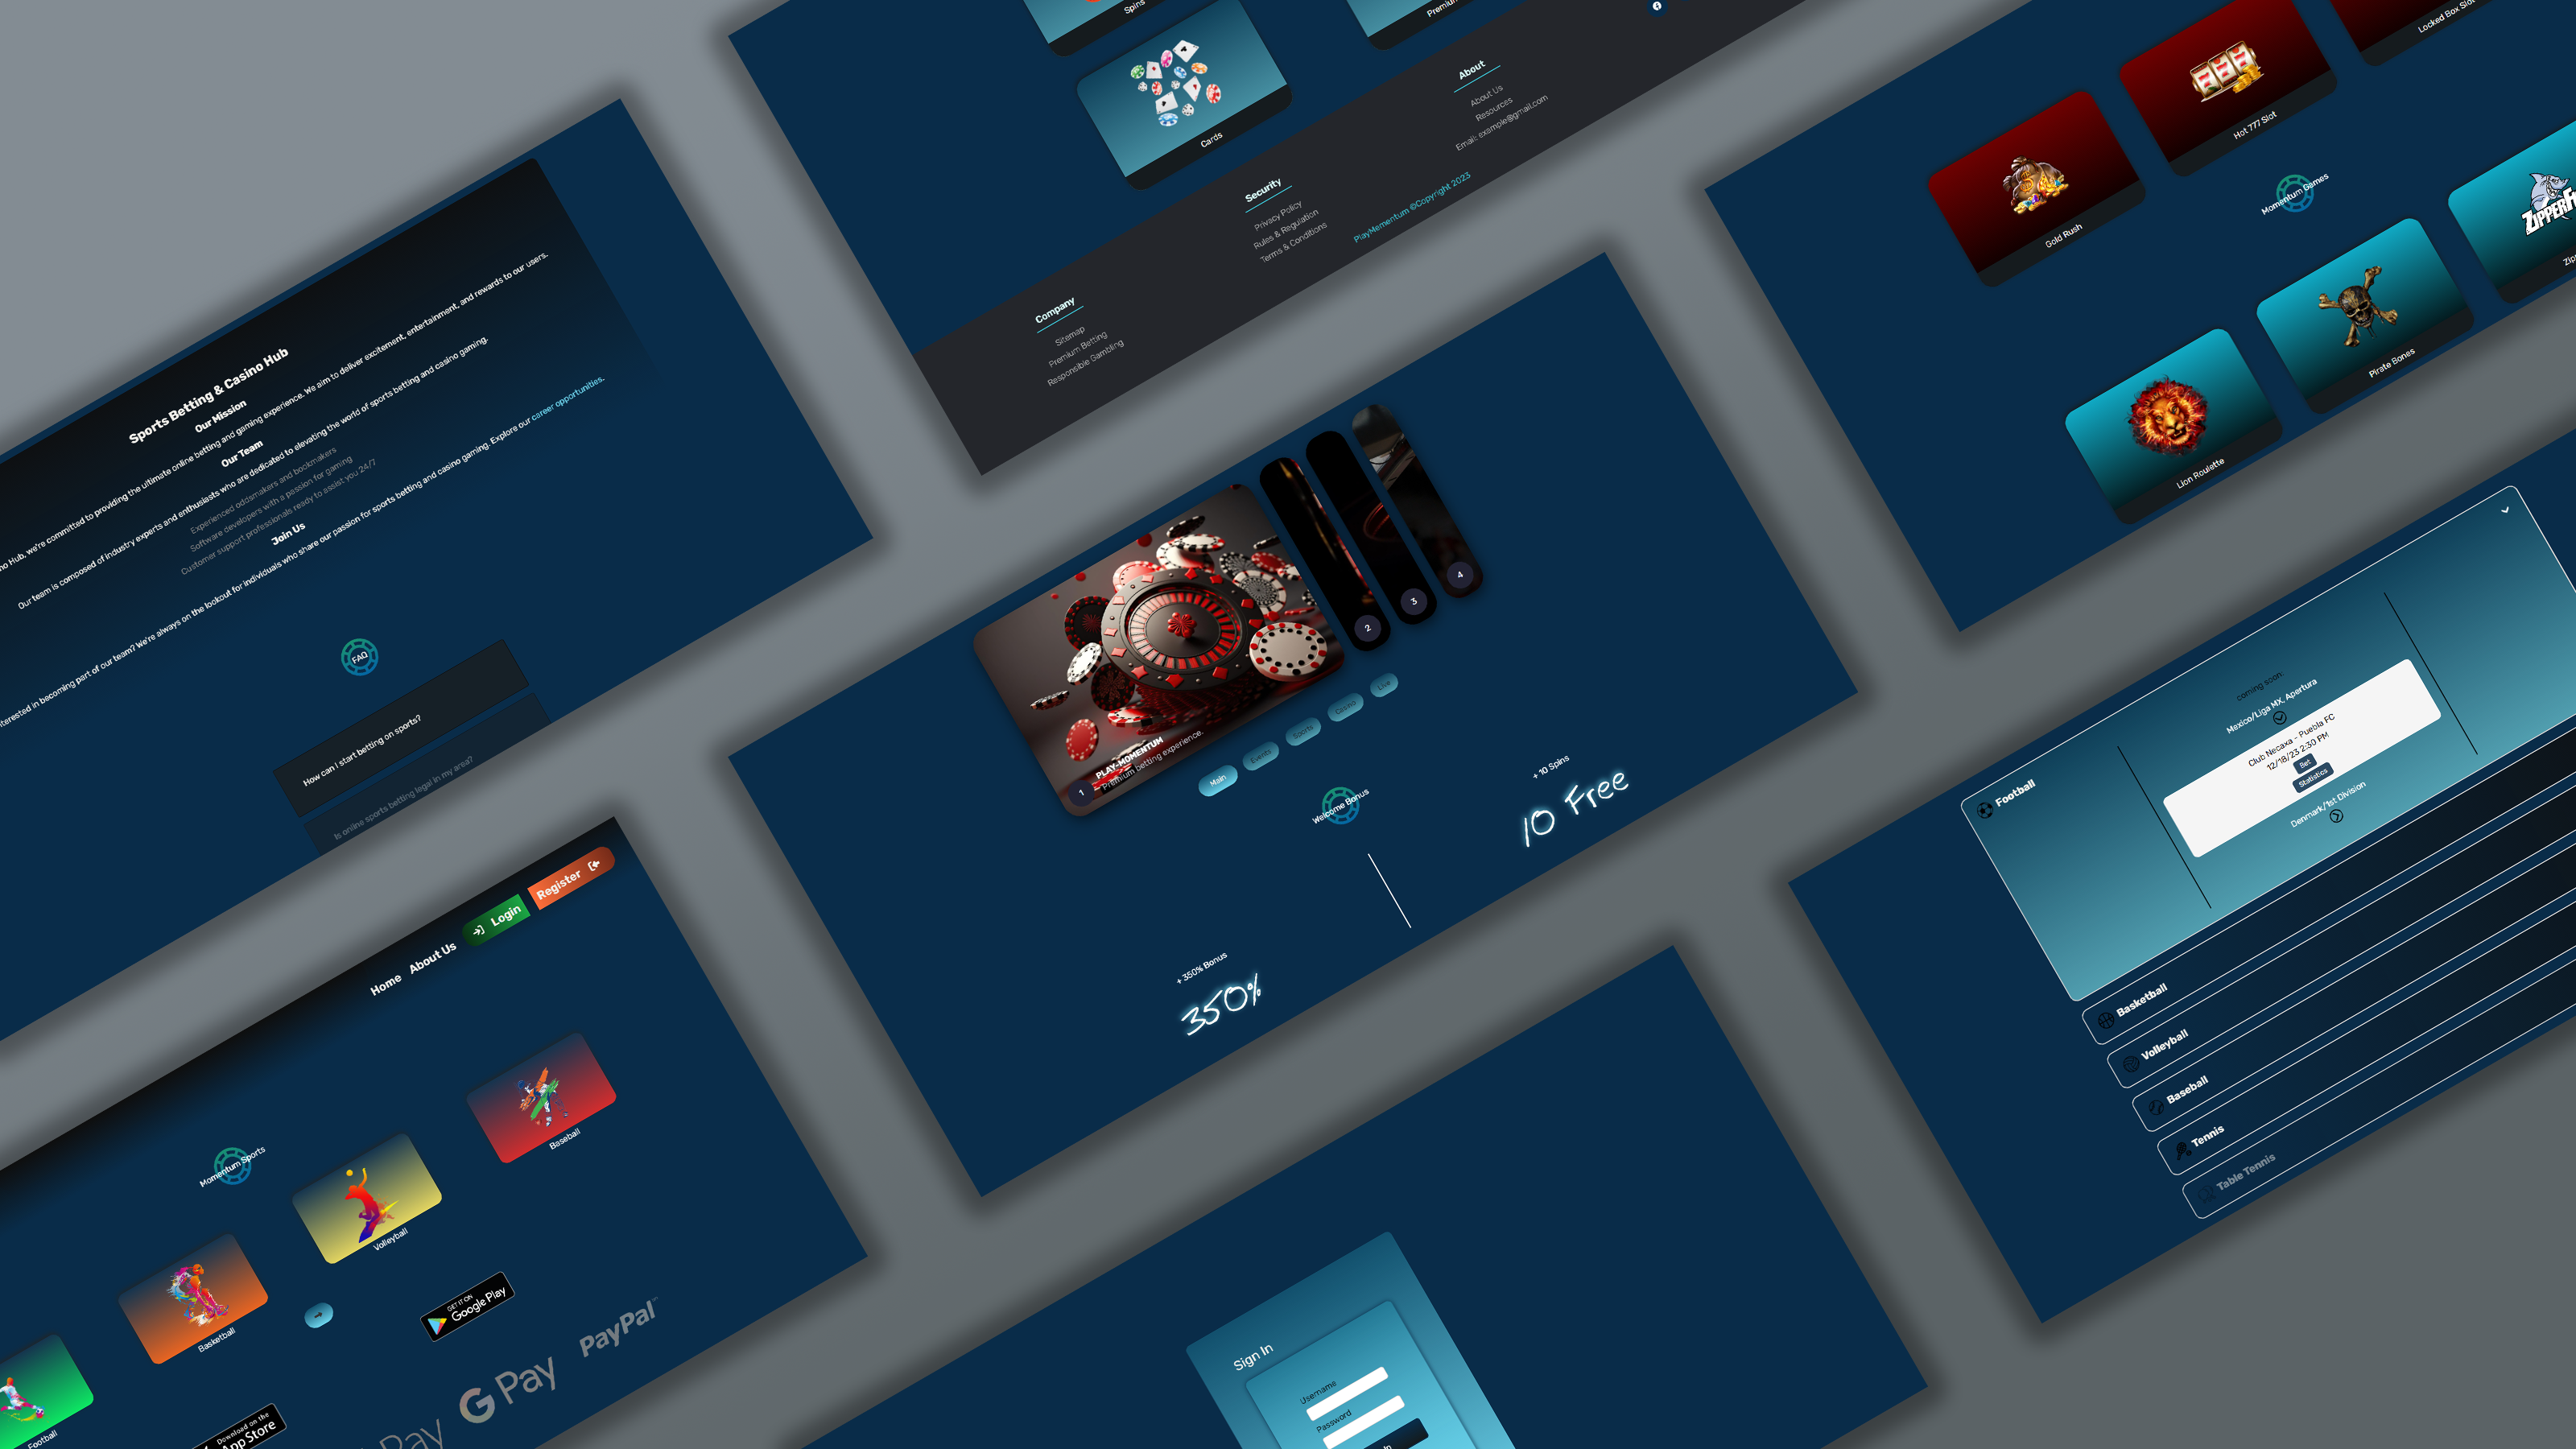 Sports Betting & Casino Hub
Our Mission
no Hub, we're committed to providing the ultimate online betting and gaming experience. We aim to deliver excitement, entertainment, and rewards to our users.
Our Team
Our team is composed of industry experts and enthusiasts who are dedicated to elevating the world of sports betting and casino gaming.
Experienced oddsmakers and bookmakers
Software developers with a passion for gaming
Customer support professionals ready to assist you 24/7
Join Us
terested in becoming part of our team? We're always on the lookout for individuals who share our passion for sports betting and casino gaming. Explore our career opportunities.
FAQ
How can I start betting on sports?
Is online sports betting legal in my area?
Home
About Us
Login
Register
Momentum Sports
Football
Basketball
Volleyball
Baseball
Download on the
App Store
GET IT ON
Google Play
Pay
G Pay
PayPal
Spins
Premium
Cards
Company
Sitemap
Premium Betting
Responsible Gambling
Security
Privacy Policy
Rules & Regulation
Terms & Conditions
About
About Us
Resources
Email: example@gmail.com
PlayMementum ©Copyright 2023
1
PLAY-MOMENTUM
Premium betting experience.
2
3
4
Main
Events
Sports
Casino
Live
Welcome Bonus
+ 350% Bonus
350%
+ 10 Spins
10 Free
Sign In
Username
Password
In
Gold Rush
777
Hot 777 Slot
Locked Box Slot
Momentum Games
Lion Roulette
Pirate Bones
ZIPPERF
Zip
Football
coming soon:
Mexico/Liga MX, Apertura
Club Necaxa - Puebla FC
12/18/23 2:30 PM
Bet
Statistics
Denmark/1st Division
Basketball
Volleyball
Baseball
Tennis
Table Tennis